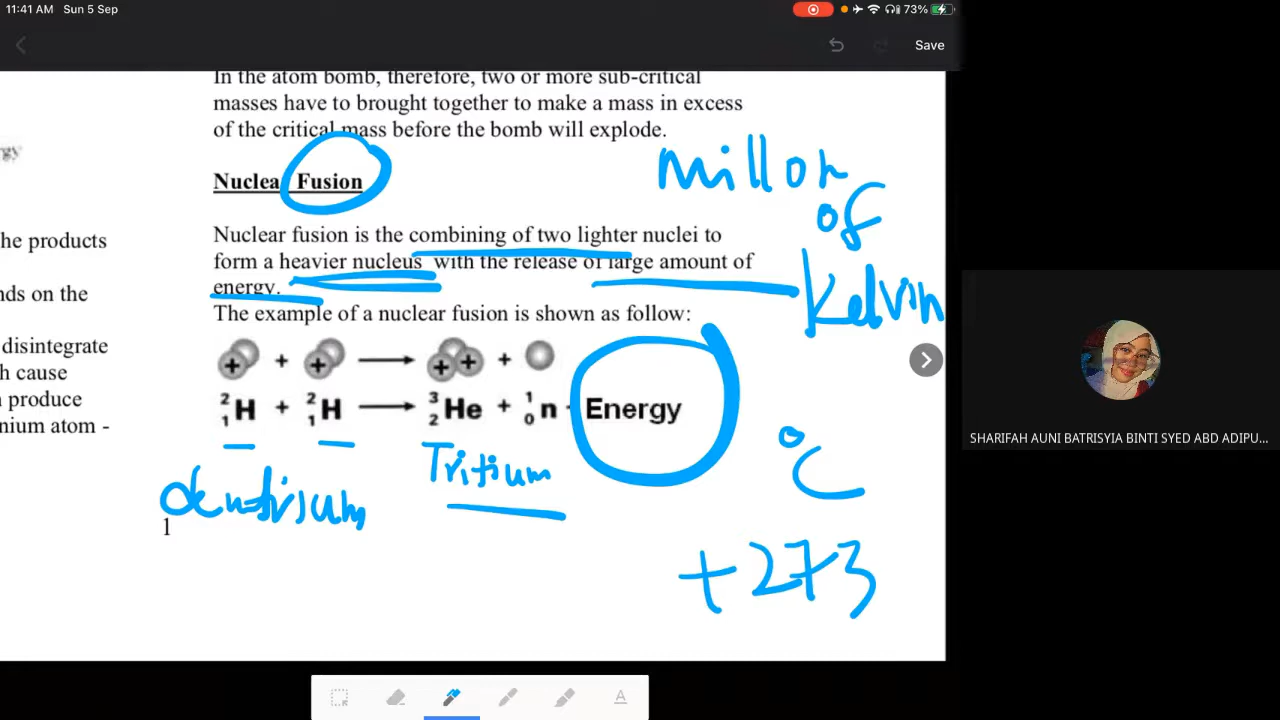 11:41 AM Sun 5 Sep
73%
Save
In the atom bomb, therefore, two or more sub-critical
masses have to brought together to make a mass in excess
of the critical mass before the bomb will explode.
rgy
Nuclea Fusion
millon
of
Kelvin
he products
nds on the
disintegrate
h cause
produce
nium atom -
Nuclear fusion is the combining of two lighter nuclei to
form a heavier nucleus with the release of large amount of
energy.
The example of a nuclear fusion is shown as follow:
+ + + → + + +
²₁H + ²₁H → ³₂He + ¹₀n Energy
Tritium
°C
1
+273
SHARIFAH AUNI BATRISYIA BINTI SYED ABD ADIPU...
A